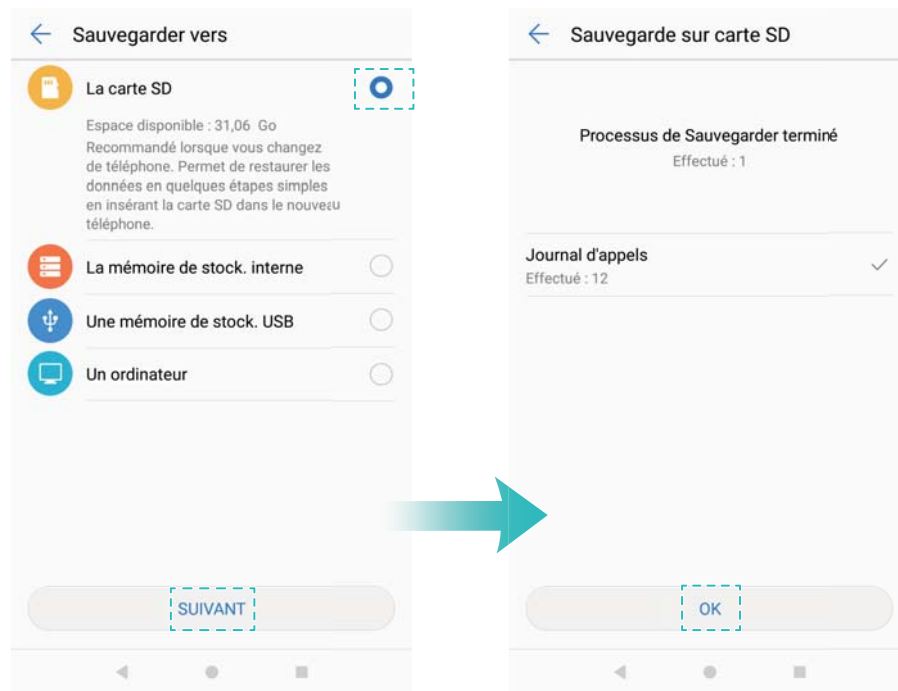 Sauvegarder vers
La carte SD
Espace disponible : 31,06 Go
Recommandé lorsque vous changez
de téléphone. Permet de restaurer les
données en quelques étapes simples
en insérant la carte SD dans le nouveau
téléphone.
La mémoire de stock. interne
Une mémoire de stock. USB
Un ordinateur
SUIVANT
Sauvegarde sur carte SD
Processus de Sauvegarder terminé
Effectué : 1
Journal d'appels
Effectué : 12
OK